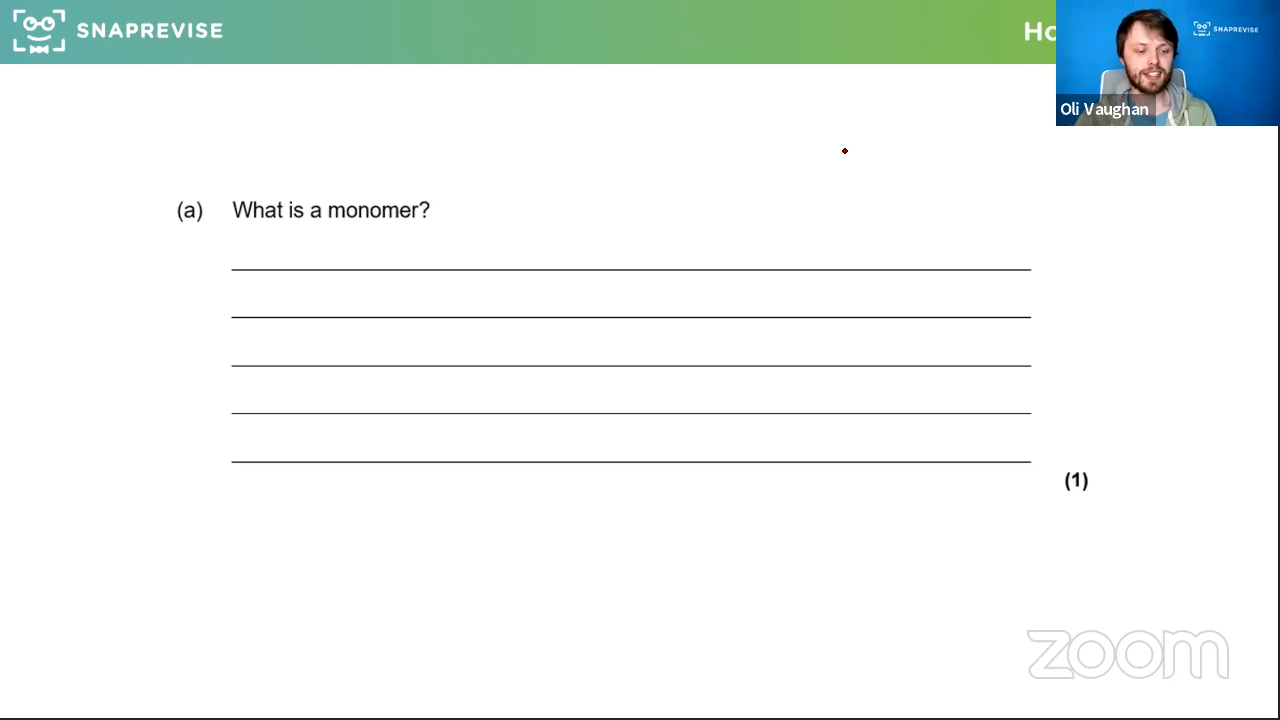 SNAPREVISE
Ho
SNAPREVISE
Oli Vaughan
(a) What is a monomer?
(1)
zoom